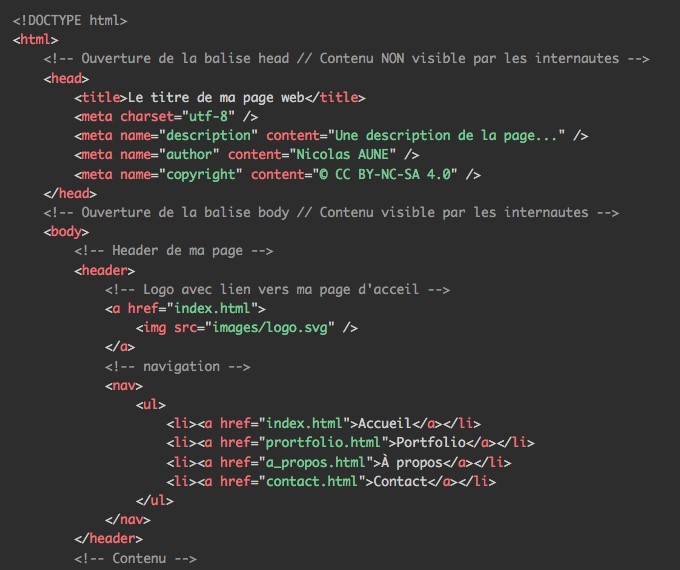 <!DOCTYPE html>
<html>
<!-- Ouverture de la balise head // Contenu NON visible par les internautes -->
<head>
<title>Le titre de ma page web</title>
<meta charset="utf-8" />
<meta name="description" content="Une description de la page..." />
<meta name="author" content="Nicolas AUNE" />
<meta name="copyright" content="© CC BY-NC-SA 4.0" />
</head>
<!-- Ouverture de la balise body // Contenu visible par les internautes -->
<body>
<!-- Header de ma page -->
<header>
<!-- Logo avec lien vers ma page d'acceil -->
<a href="index.html">
<img src="images/logo.svg" />
</a>
<!-- navigation -->
<nav>
<ul>
<li><a href="index.html">Accueil</a></li>
<li><a href="prortfolio.html">Portfolio</a></li>
<li><a href="a_propos.html">À propos</a></li>
<li><a href="contact.html">Contact</a></li>
</ul>
</nav>
</header>
<!-- Contenu -->